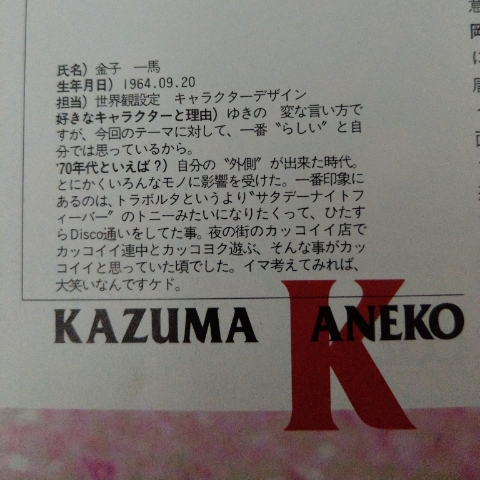 氏名）金子　一馬
生年月日）1964.09.20
担当）世界観設定　キャラクターデザイン
好きなキャラクターと理由）ゆきの　変な言い方で
すが、今回のテーマに対して、一番〝らしい〟と自
分では思っているから。
'70年代といえば？）自分の〝外側〟が出来た時代。
とにかくいろんなモノに影響を受けた。一番印象に
あるのは、トラボルタというより〝サタデーナイトフ
ィーバー〟のトニーみたいになりたくって、ひたす
らDisco通いをしてた事。夜の街のカッコイイ店で
カッコイイ連中とカッコヨク遊ぶ、そんな事がカッ
コイイと思っていた頃でした。イマ考えてみれば、
大笑いなんですケド。
KAZUMA KANEKO